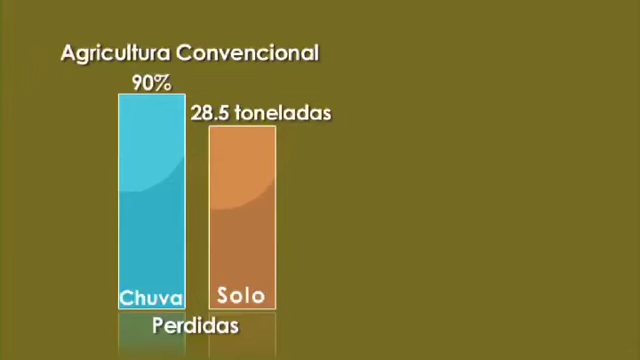 Agricultura Convencional
90%
28.5 toneladas
Chuva
Solo
Perdidas